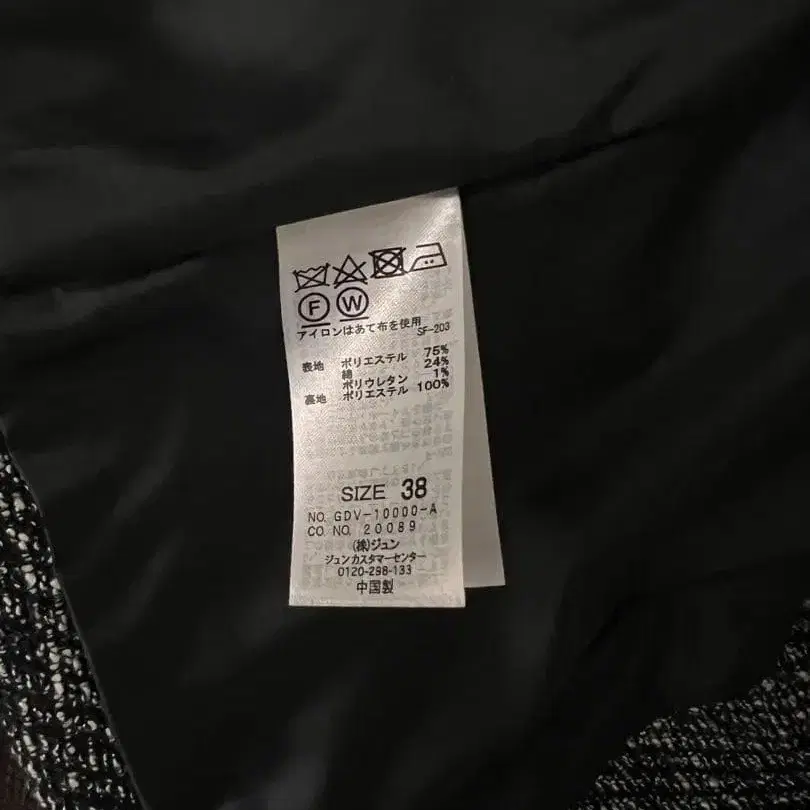 F W
アイロンはあて布を使用
SF-203
表地 ポリエステル 75%
綿 24%
ポリウレタン 1%
裏地 ポリエステル 100%
SIZE 38
NO. GDV-10000-A
CO. NO. 20089
(株)ジュン
ジュンカスタマーセンター
0120-298-133
中国製